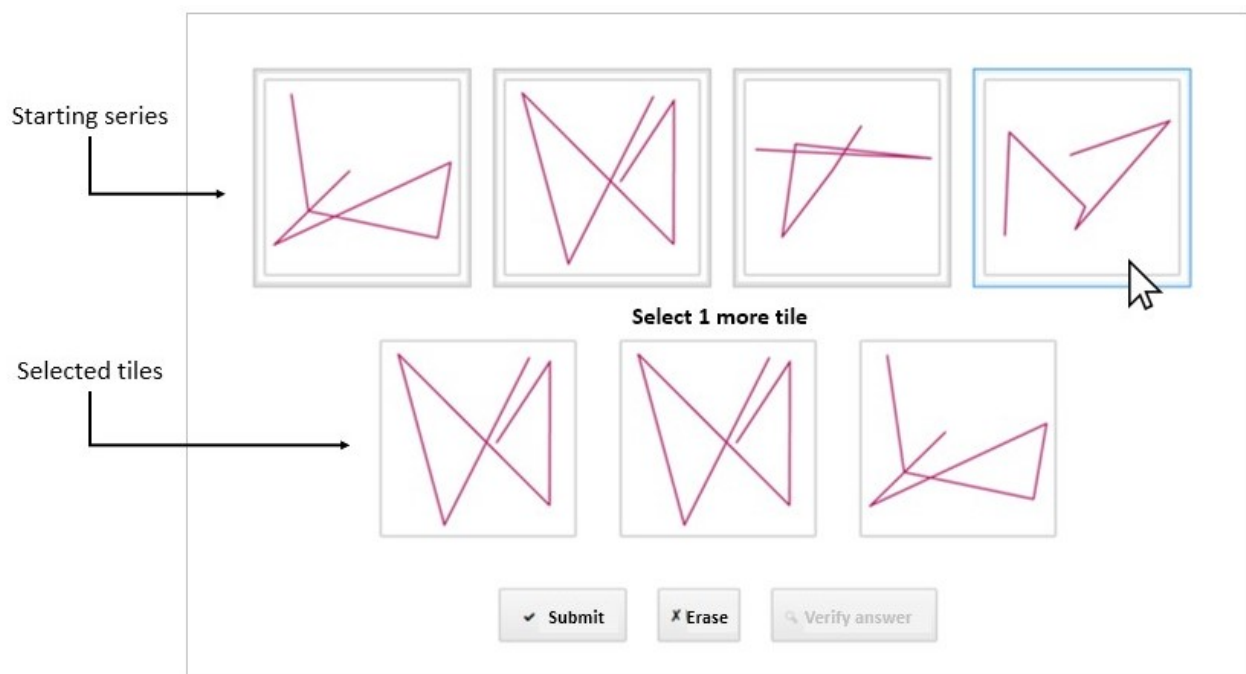 Starting series
Select 1 more tile
Selected tiles
Submit
Erase
Verify answer